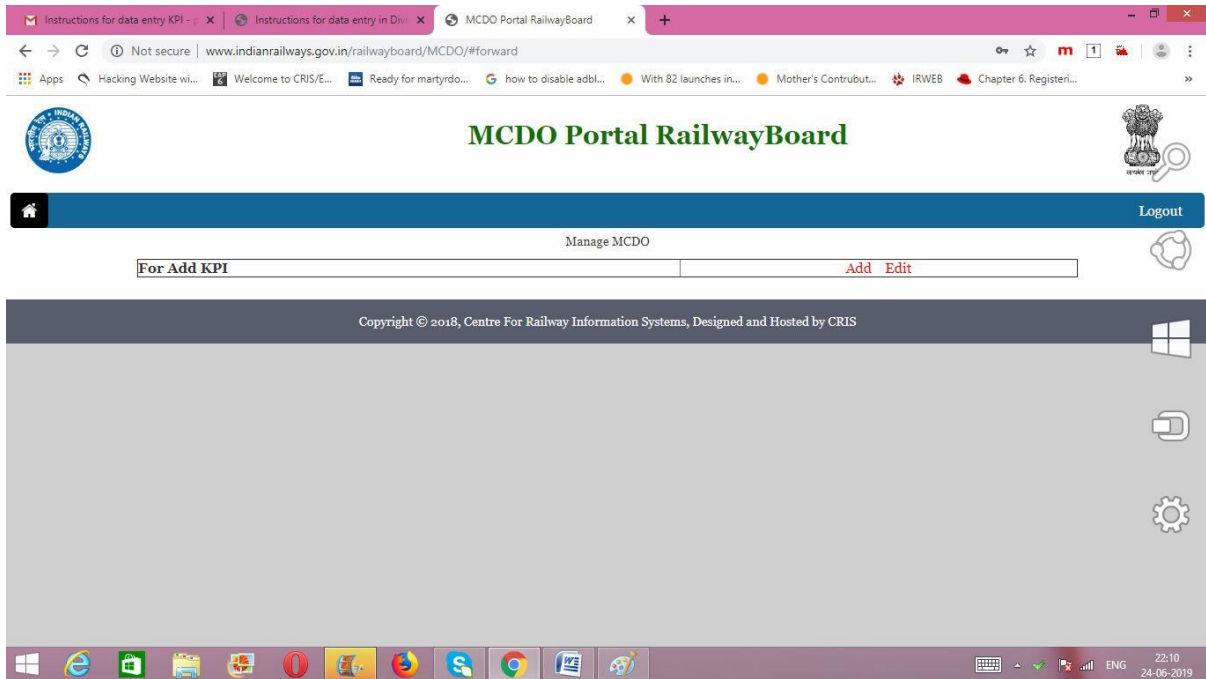 Instructions for data entry KPI - p
Instructions for data entry in Divi
MCDO Portal RailwayBoard
Not secure | www.indianrailways.gov.in/railwayboard/MCDO/#forward
m 1
Apps Hacking Website wi... Welcome to CRIS/E... Ready for martyrdo... how to disable adbl... With 82 launches in... Mother's Contrubut... IRWEB Chapter 6. Registeri... »
INDIAN RAILWAYS
MCDO Portal RailwayBoard
Logout
Manage MCDO
For Add KPI Add Edit
Copyright © 2018, Centre For Railway Information Systems, Designed and Hosted by CRIS
ENG 22:10
24-06-2019